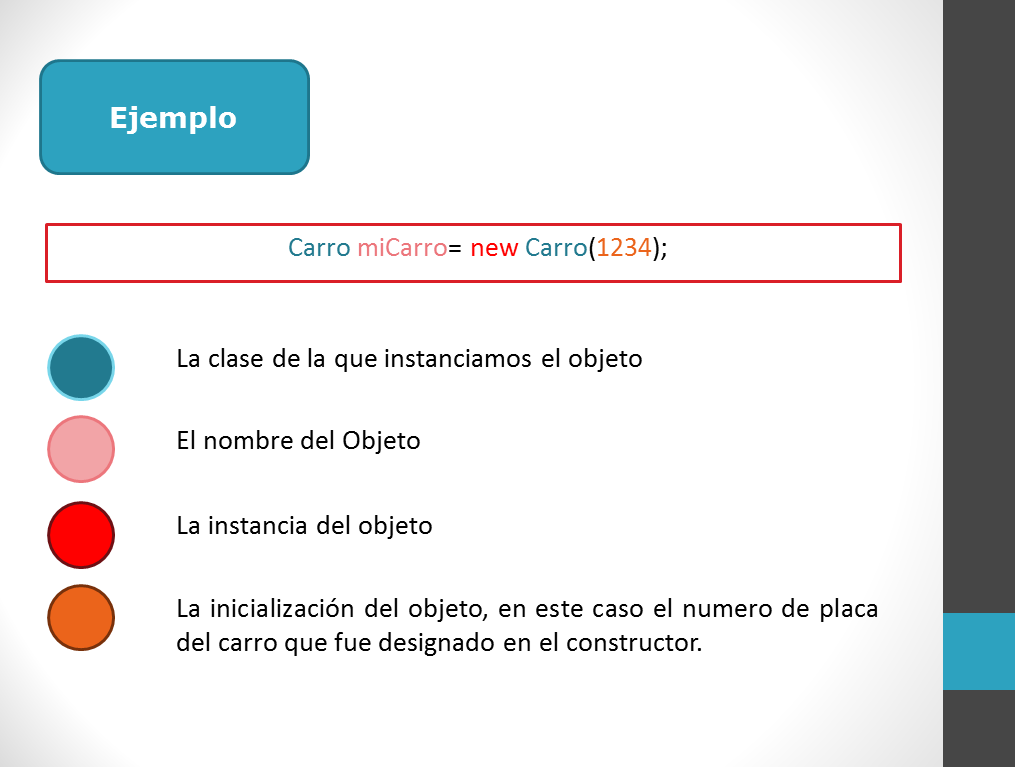 Ejemplo
Carro miCarro= new Carro(1234);
La clase de la que instanciamos el objeto
El nombre del Objeto
La instancia del objeto
La inicialización del objeto, en este caso el numero de placa
del carro que fue designado en el constructor.